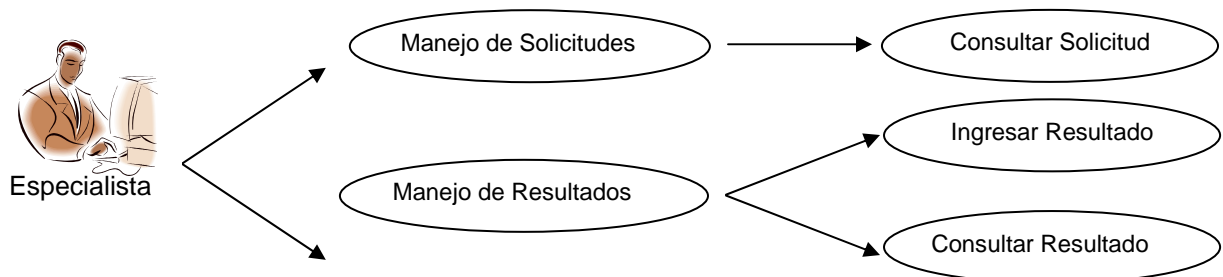 Manejo de Solicitudes
Consultar Solicitud
Ingresar Resultado
Especialista
Manejo de Resultados
Consultar Resultado